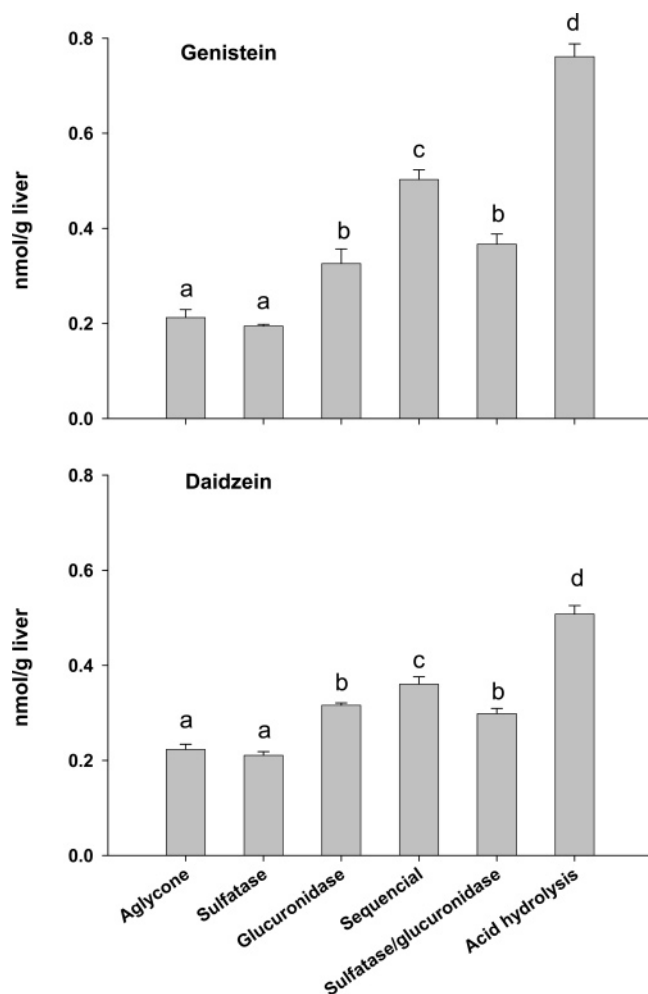 Genistein
nmol/g liver
0.8
0.6
0.4
0.2
0.0
a
a
b
c
b
d
Daidzein
nmol/g liver
0.8
0.6
0.4
0.2
0.0
a
a
b
c
b
d
Aglycone
Sulfatase
Glucuronidase
Sequencial
Sulfatase/glucuronidase
Acid hydrolysis